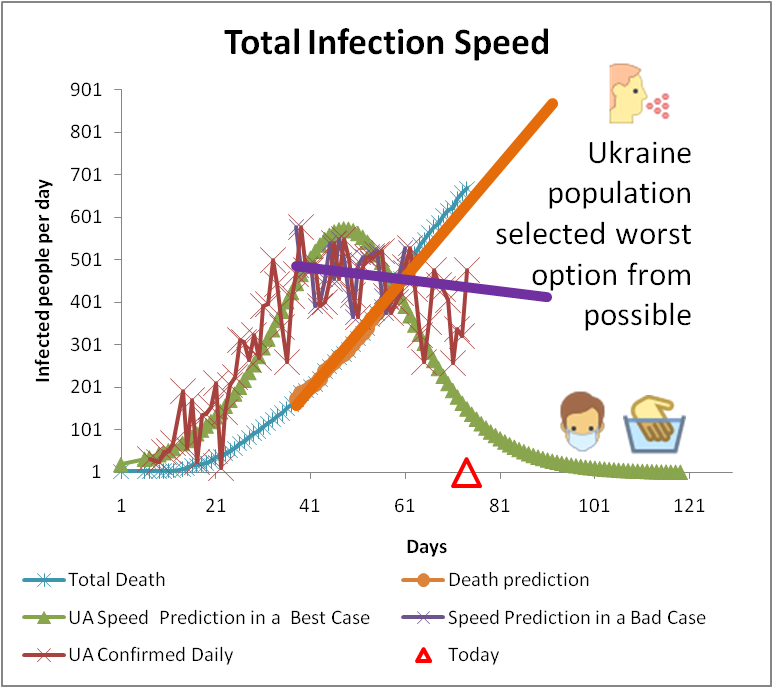 Total Infection Speed
901
801
701
601
501
401
301
201
101
1
Infected people per day
Ukraine
population
selected worst
option from
possible
1 21 41 61 81 101 121
Days
Total Death
Death prediction
UA Speed Prediction in a Best Case
Speed Prediction in a Bad Case
UA Confirmed Daily
Today